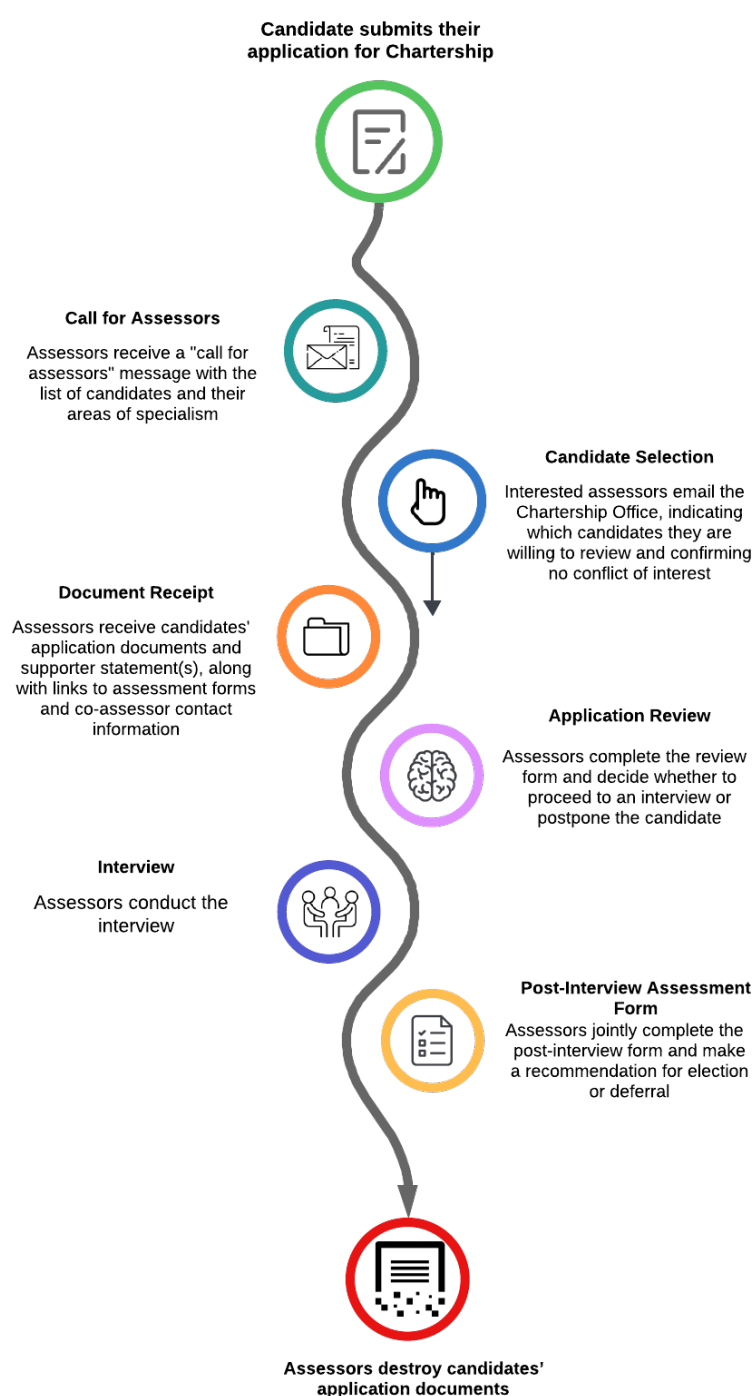 Candidate submits their
application for Chartership
Call for Assessors
Assessors receive a "call for
assessors" message with the
list of candidates and their
areas of specialism
Candidate Selection
Interested assessors email the
Chartership Office, indicating
which candidates they are
willing to review and confirming
no conflict of interest
Document Receipt
Assessors receive candidates'
application documents and
supporter statement(s), along
with links to assessment forms
and co-assessor contact
information
Application Review
Assessors complete the review
form and decide whether to
proceed to an interview or
postpone the candidate
Interview
Assessors conduct the
interview
Post-Interview Assessment
Form
Assessors jointly complete the
post-interview form and make
a recommendation for election
or deferral
Assessors destroy candidates’
application documents